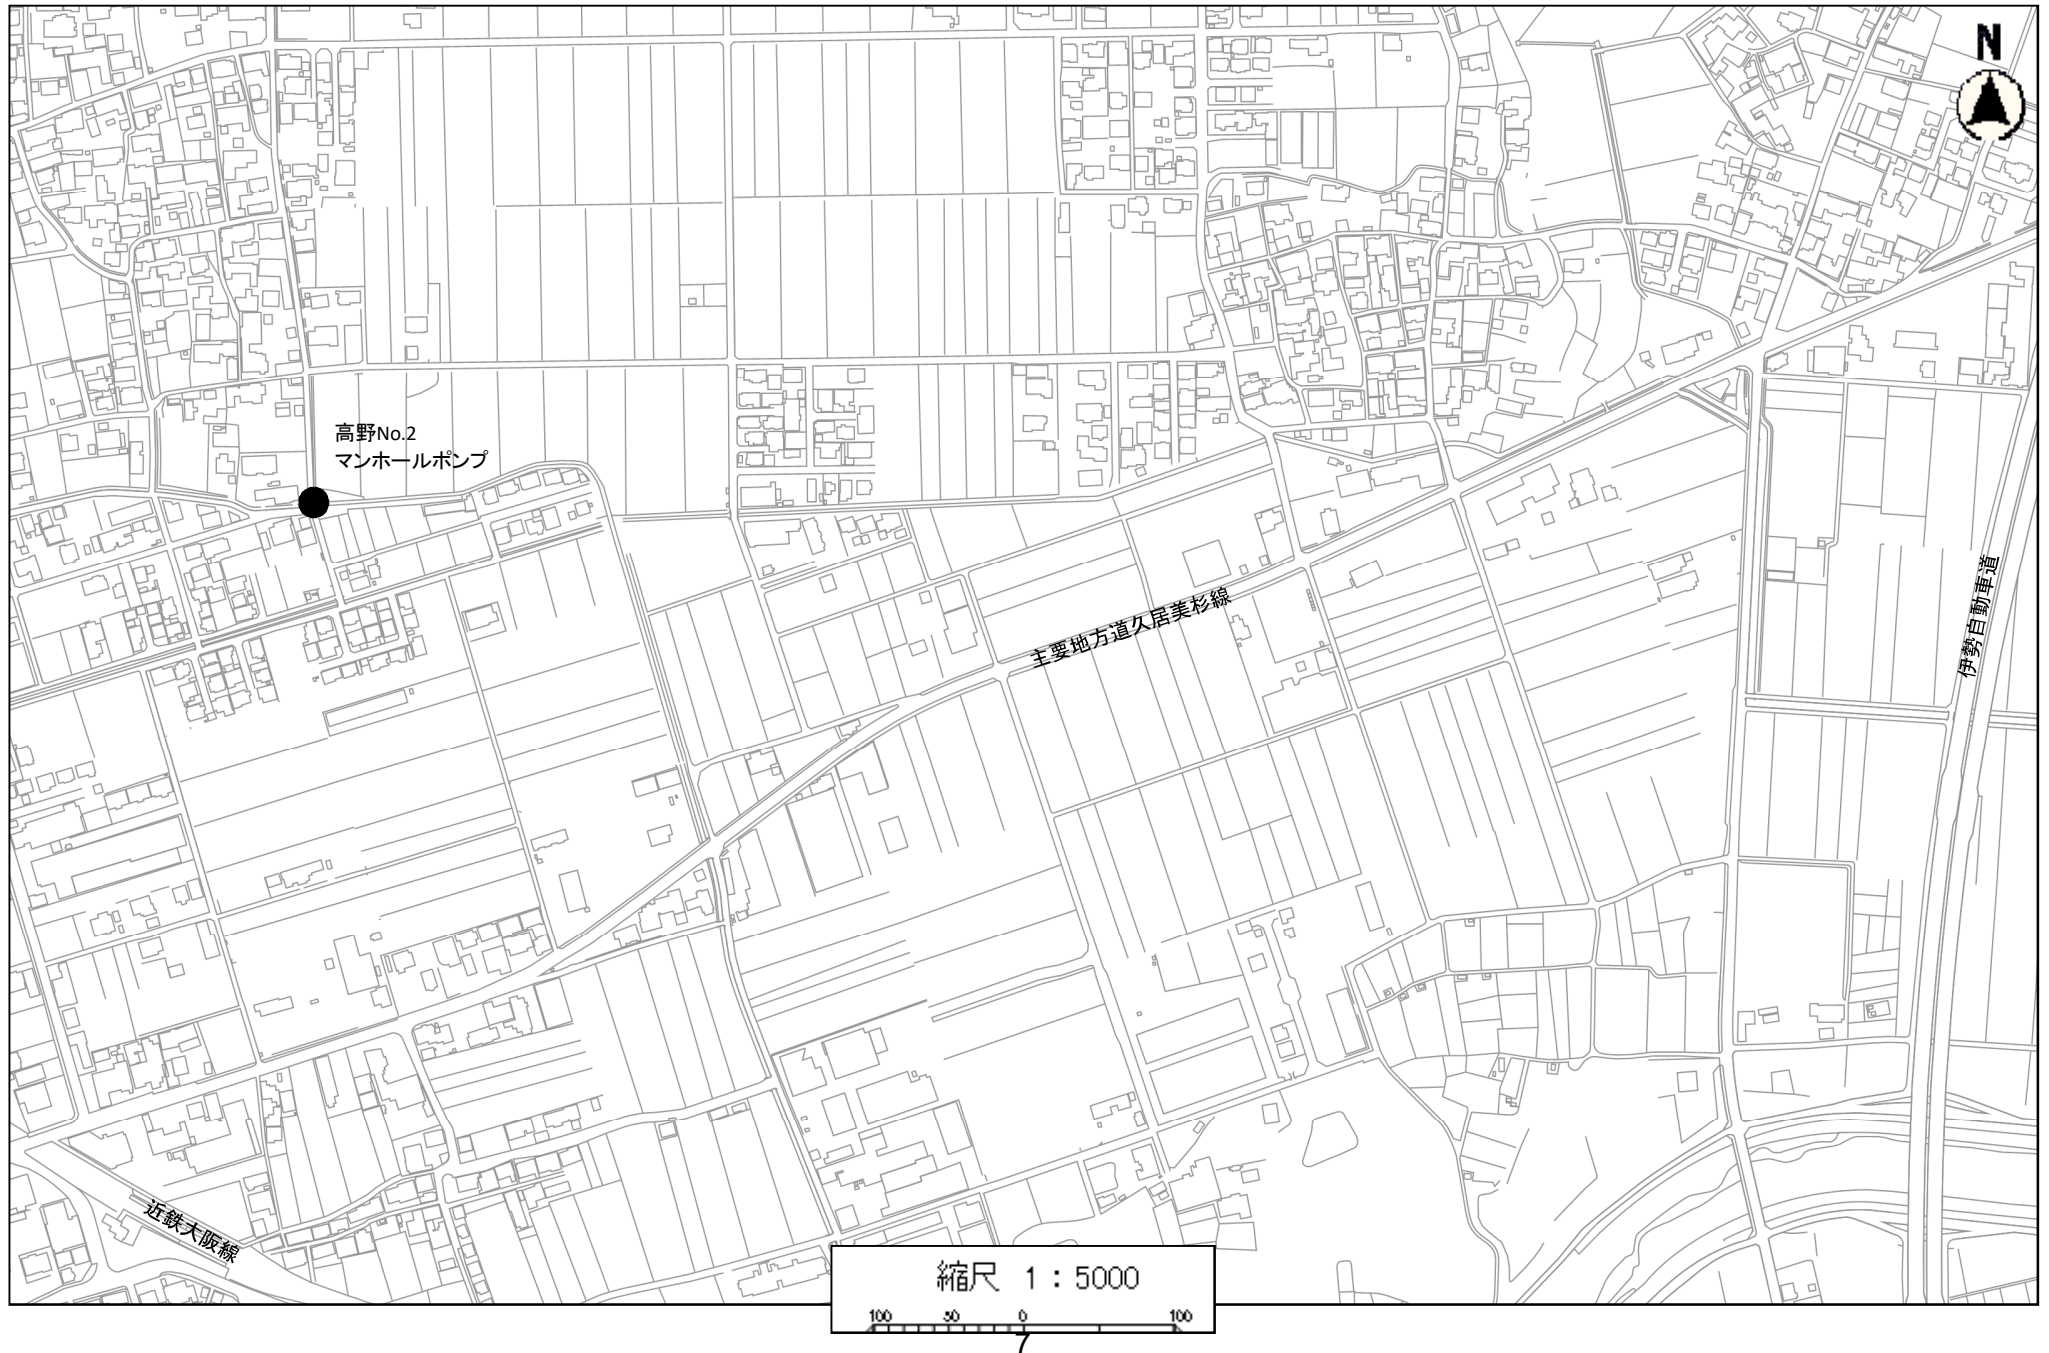 N
高野No.2
マンホールポンプ
主要地方道久居美杉線
伊勢自動車道
近鉄大阪線
縮尺 1：5000
100 50 0 100
7